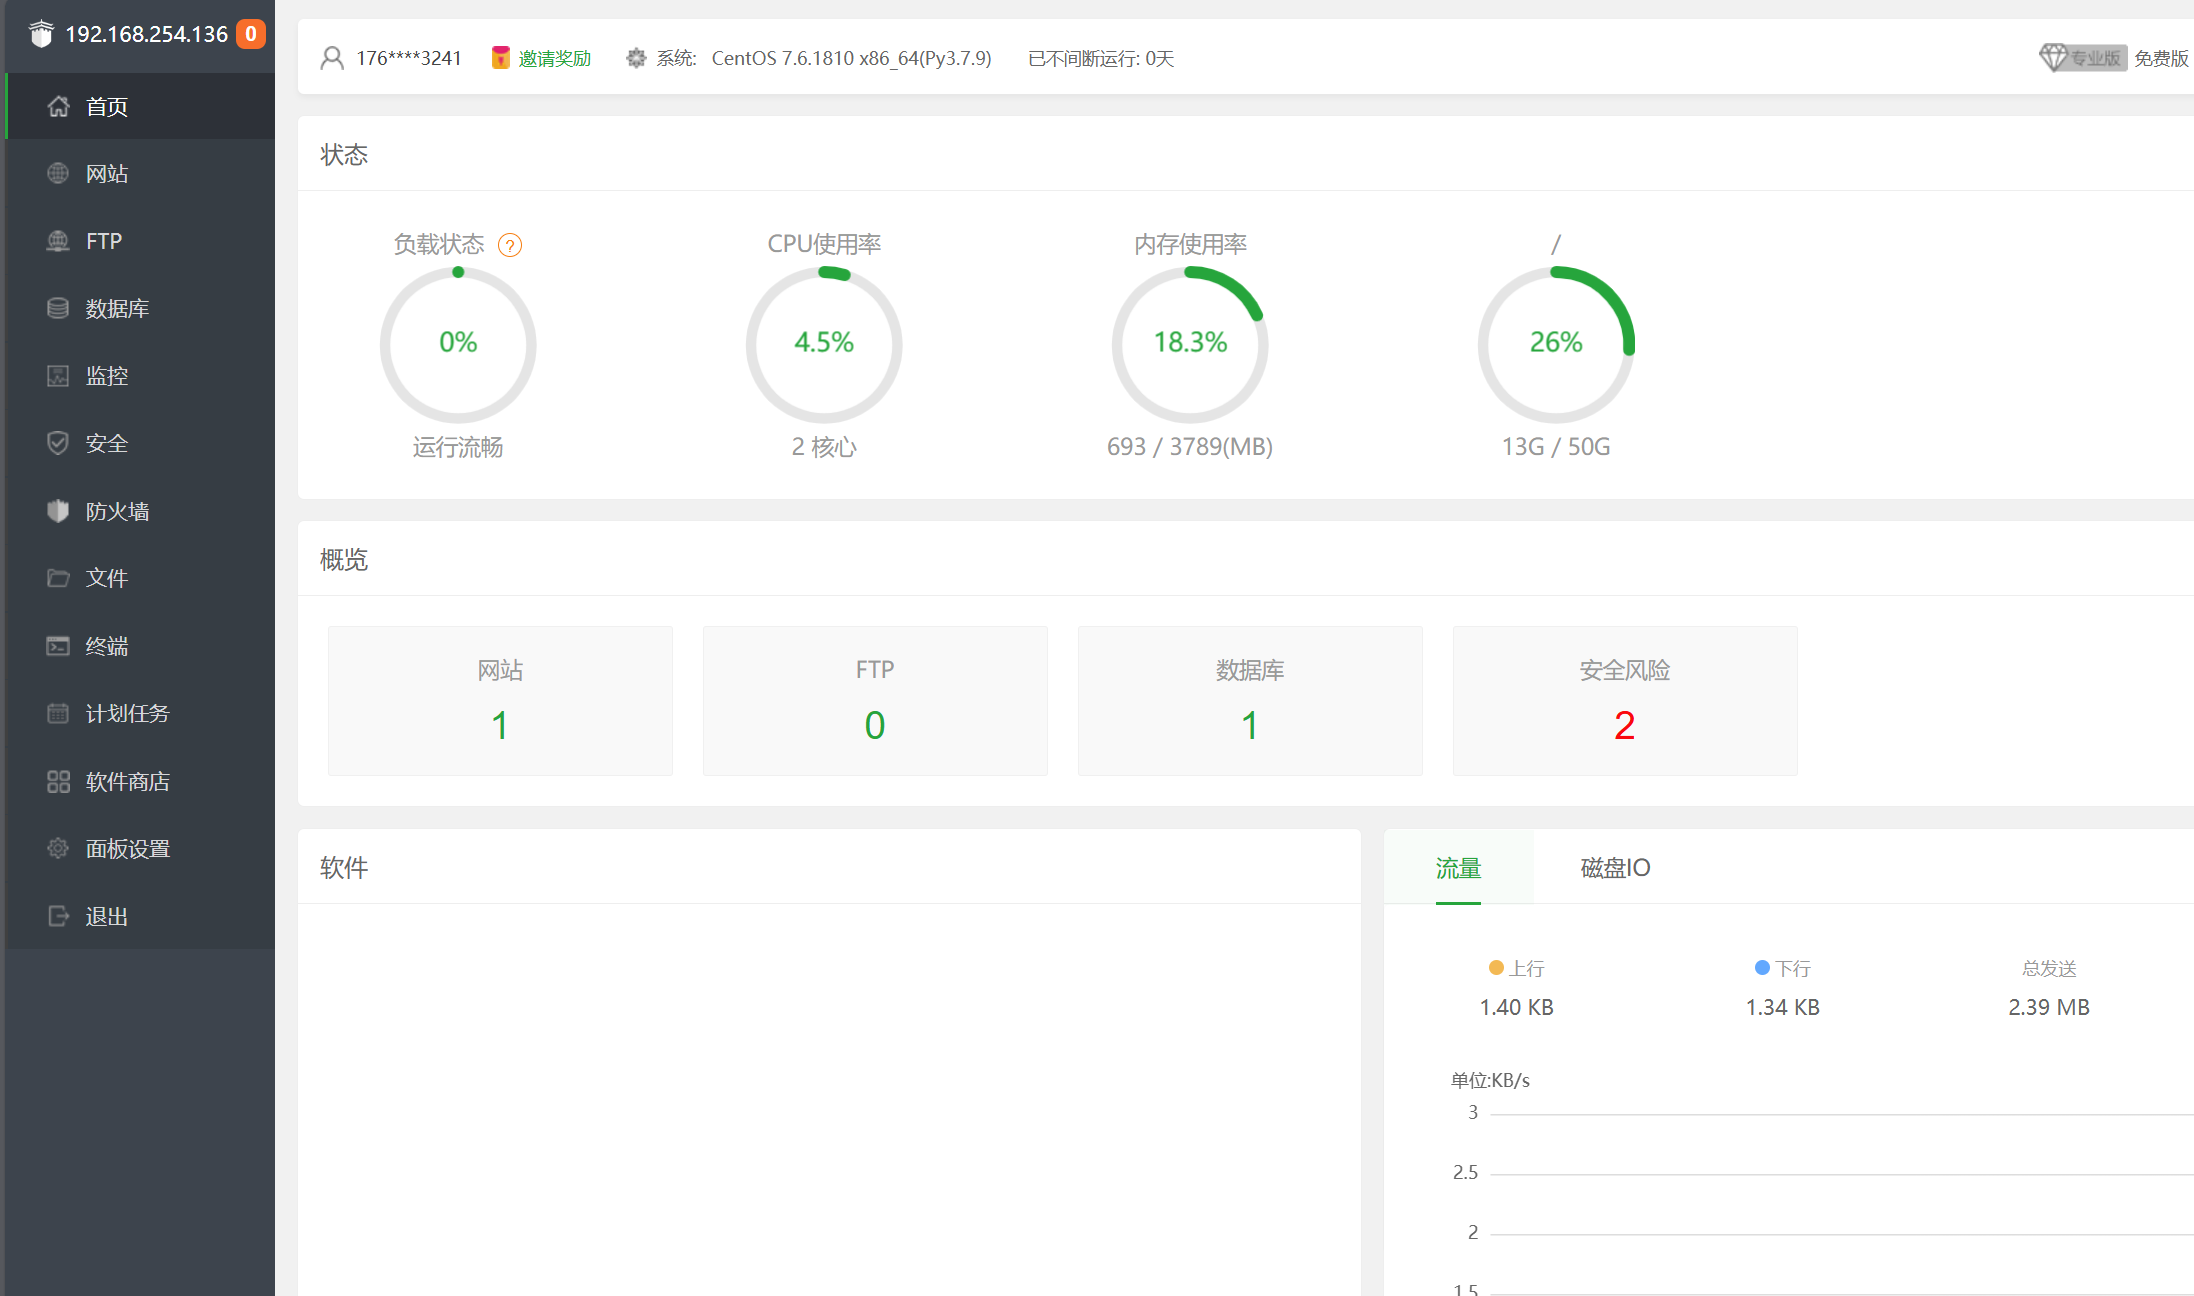 192.168.254.136 0
首页
网站
FTP
数据库
监控
安全
防火墙
文件
终端
计划任务
软件商店
面板设置
退出
176****3241 邀请奖励 系统: CentOS 7.6.1810 x86_64(Py3.7.9) 已不间断运行: 0天 专业版 免费版
状态
负载状态 ? CPU使用率 内存使用率 /
0% 4.5% 18.3% 26%
运行流畅 2 核心 693 / 3789(MB) 13G / 50G
概览
网站 FTP 数据库 安全风险
1 0 1 2
软件
流量 磁盘IO
上行 下行 总发送
1.40 KB 1.34 KB 2.39 MB
单位:KB/s
3
2.5
2
1.5